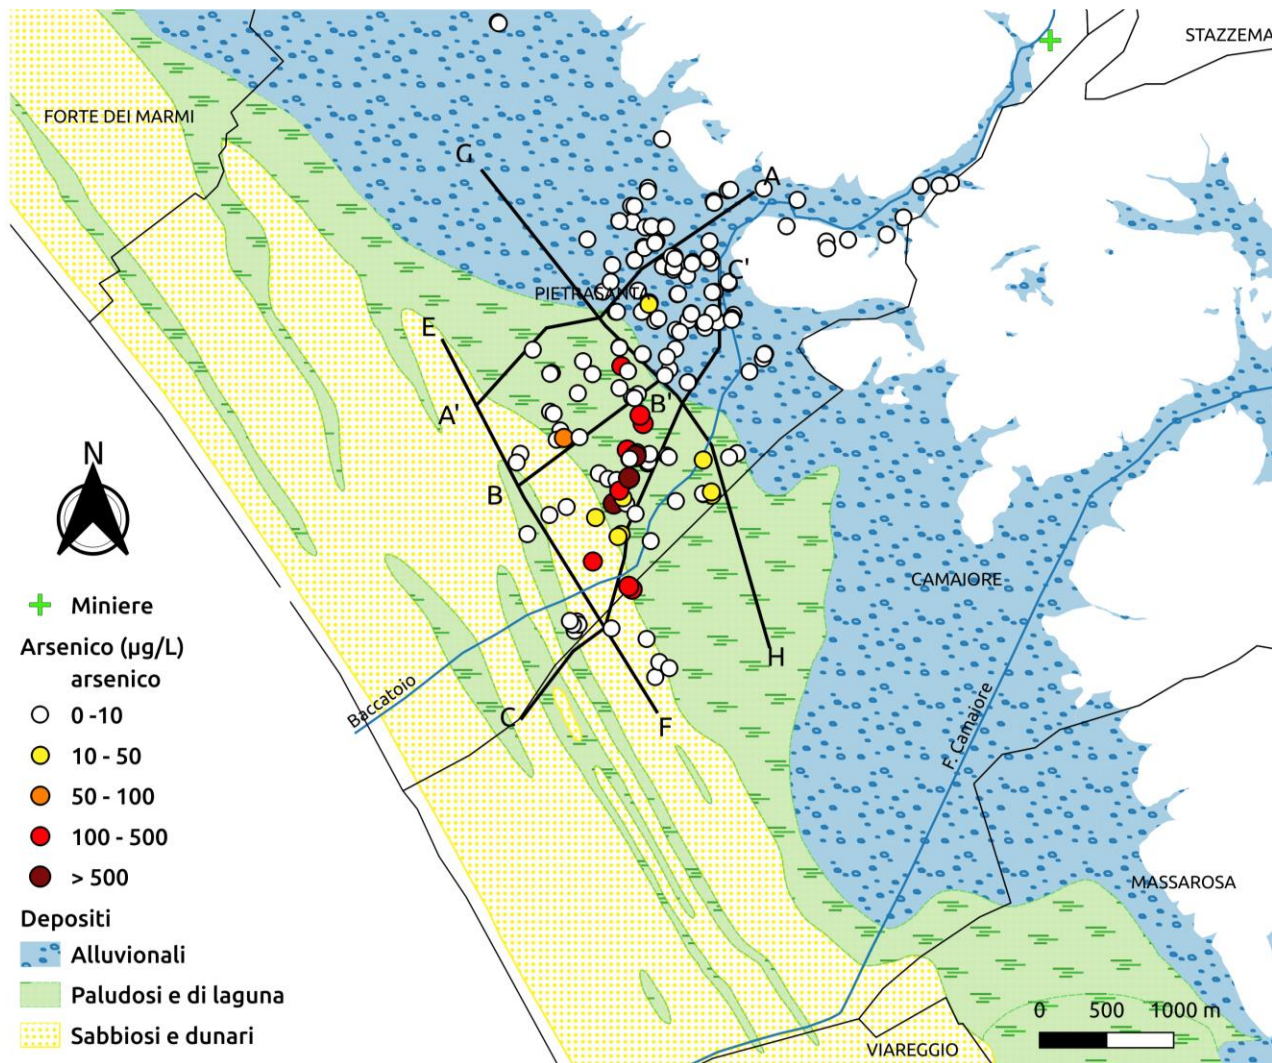 STAZZEMA
FORTE DEI MARMI
G
A
C'
PIETRASANTA
E
B'
A'
B
N
CAMAIORE
H
Miniere
Arsenico (µg/L)
arsenico
0 -10
Baccatoio
C
F
F. Camaiore
10 - 50
50 - 100
100 - 500
> 500
MASSAROSA
Depositi
Alluvionali
Paludosi e di laguna
0 500 1000 m
Sabbiosi e dunari
VIAREGGIO